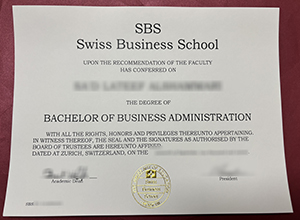 SBS
Swiss Business School
UPON THE RECOMMENDATION OF THE FACULTY
HAS CONFERRED ON
THE DEGREE OF
BACHELOR OF BUSINESS ADMINISTRATION
WITH ALL THE RIGHTS, HONORS AND PRIVILEGES THEREUNTO APPERTAINING.
IN WITNESS THEREOF, THE SEAL AND THE SIGNATURES AS AUTHORISED BY THE
BOARD OF TRUSTEES ARE HEREUNTO AFFIXED
DATED AT ZURICH, SWITZERLAND, ON THE
Academic Dean
President